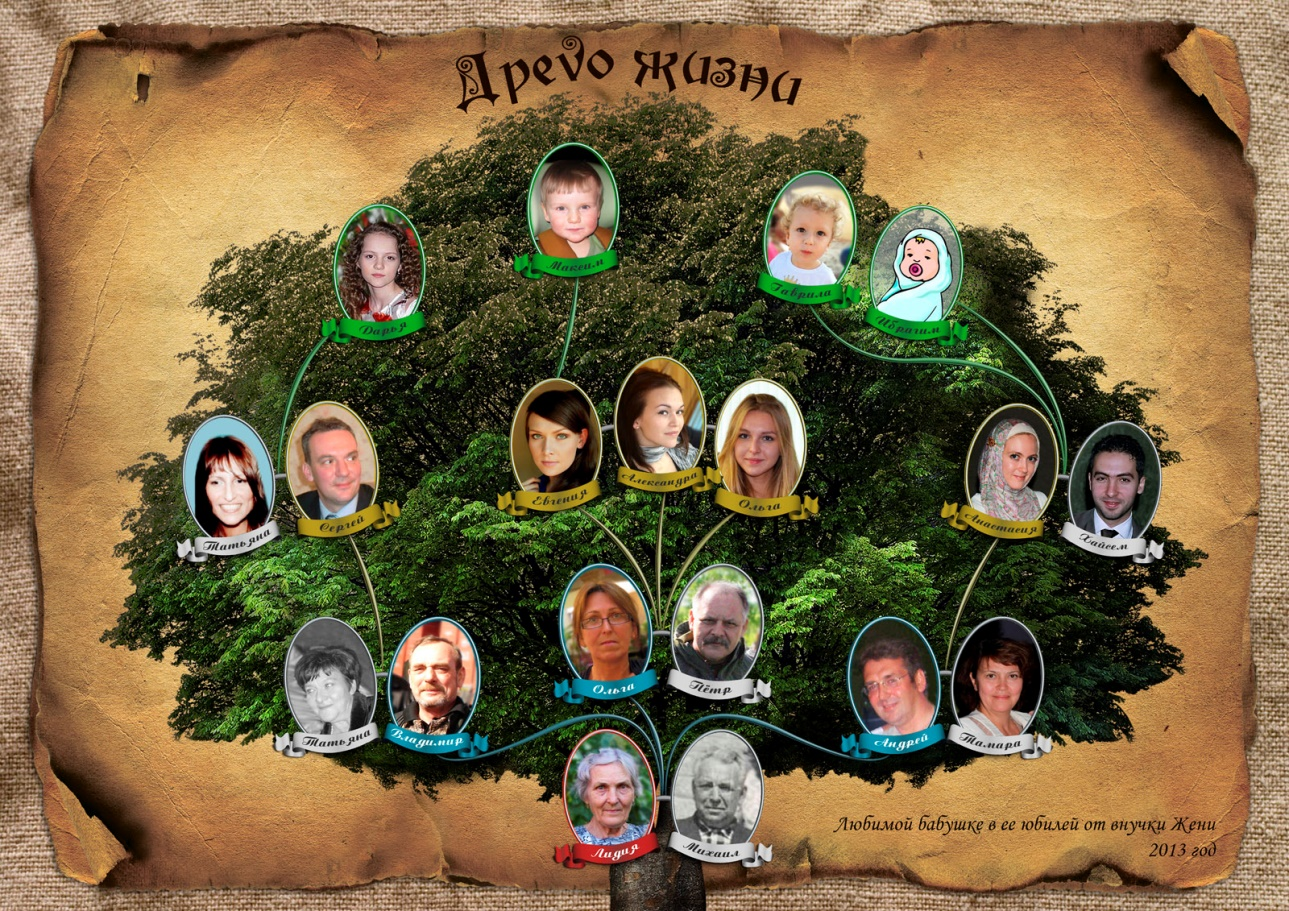 Древо жизни
Максим
Гаврила
Дарья
Ибрагим
Александра
Евгения
Ольга
Сергей
Татьяна
Анастасия
Хайсем
Ольга
Пётр
Татьяна
Владимир
Андрей
Тамара
Лидия
Михаил
Любимой бабушке в ее юбилей от внучки Жени
2013 год